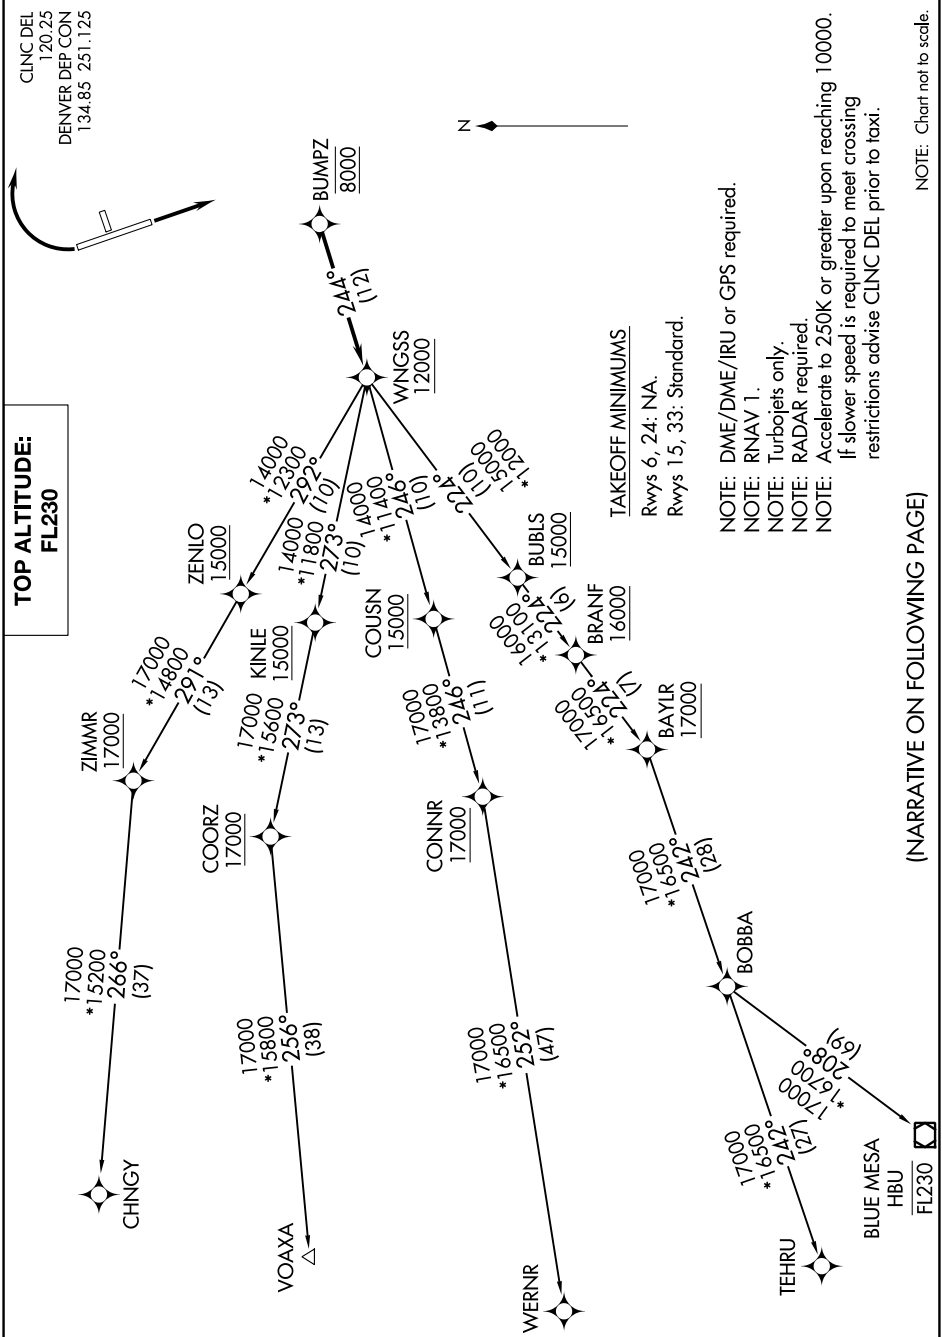 TOP ALTITUDE:
FL230
CLNC DEL
120.25
DENVER DEP CON
134.85 251.125
N
BUMPZ
8000
244°
(12)
WNGSS
12000
14000
*12300
292°
(10)
ZENLO
15000
17000
*14800
291°
(13)
ZIMMR
17000
17000
*15200
266°
(37)
CHNGY
14000
*11800
273°
(10)
KINLE
15000
17000
*15600
273°
(13)
COORZ
17000
17000
*15800
256°
(38)
VOAXA
14000
*11400
246°
(10)
COUSN
15000
17000
*13800
246°
(11)
CONNR
17000
17000
*16500
252°
(47)
WERNR
224°
(10)
15000
*12000
BUBLS
15000
16000
*13100
224°
(6)
BRANF
16000
17000
*16500
224°
(7)
BAYLR
17000
17000
*16500
242°
(28)
BOBBA
17000
*16500
242°
(27)
TEHRU
17000
*16700
208°
(69)
BLUE MESA
HBU
FL230
TAKEOFF MINIMUMS
Rwys 6, 24: NA.
Rwys 15, 33: Standard.
NOTE: DME/DME/IRU or GPS required.
NOTE: RNAV 1.
NOTE: Turbojets only.
NOTE: RADAR required.
NOTE: Accelerate to 250K or greater upon reaching 10000.
If slower speed is required to meet crossing
restrictions advise CLNC DEL prior to taxi.
(NARRATIVE ON FOLLOWING PAGE)
NOTE: Chart not to scale.